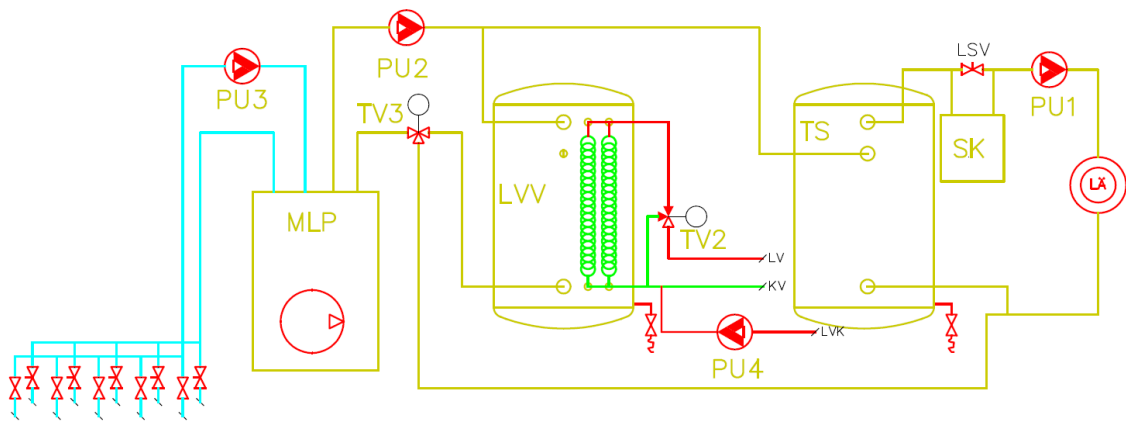 LSV
PU2
PU1
PU3
TV3
TS
SK
LVV
LÄ
MLP
TV2
LV
KV
LVK
PU4